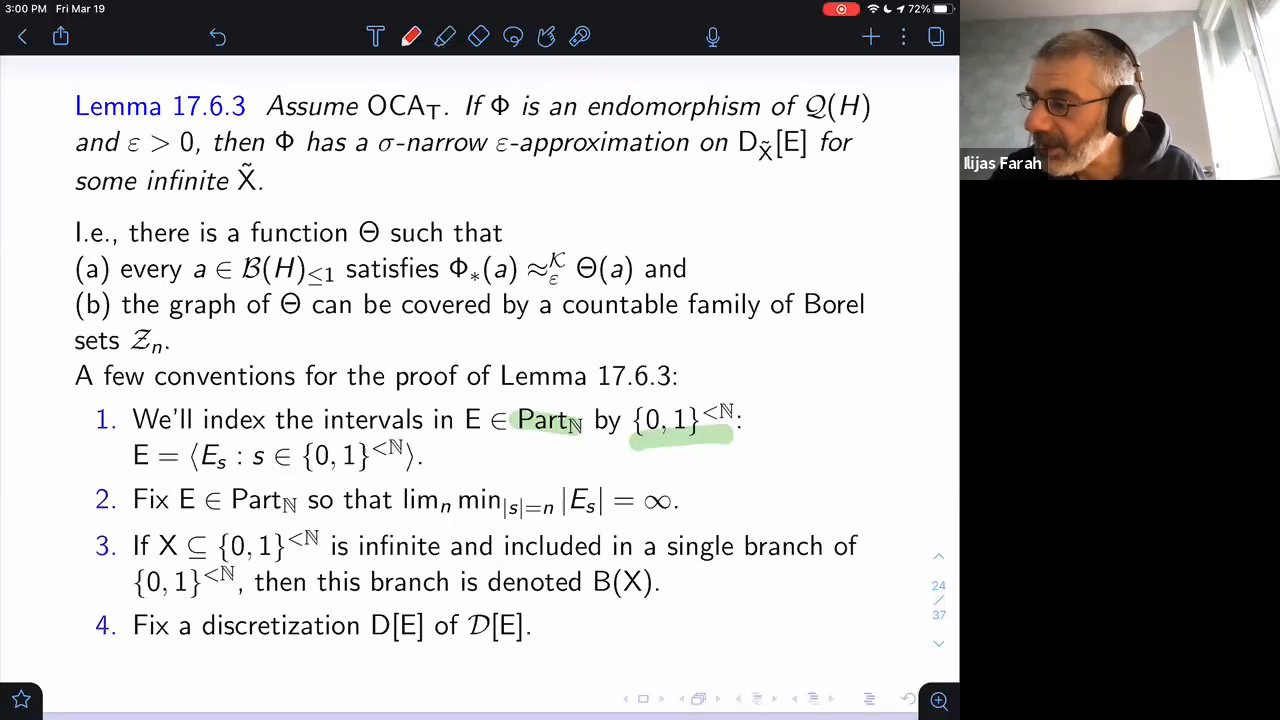 3:00 PM Fri Mar 19
72%
Lemma 17.6.3 Assume OCA_T. If Φ is an endomorphism of Q(H)
and ε > 0, then Φ has a σ-narrow ε-approximation on D_X̃[E] for
some infinite X̃.
I.e., there is a function Θ such that
(a) every a ∈ B(H)_≤1 satisfies Φ_*(a) ≈_ε^K Θ(a) and
(b) the graph of Θ can be covered by a countable family of Borel
sets Z_n.
A few conventions for the proof of Lemma 17.6.3:
1. We'll index the intervals in E ∈ Part_ℕ by {0, 1}^<ℕ:
E = ⟨E_s : s ∈ {0, 1}^<ℕ⟩.
2. Fix E ∈ Part_ℕ so that lim_n min_|s|=n |E_s| = ∞.
3. If X ⊆ {0, 1}^<ℕ is infinite and included in a single branch of
{0, 1}^<ℕ, then this branch is denoted B(X).
4. Fix a discretization D[E] of 𝒟[E].
24
/
37
Ilijas Farah